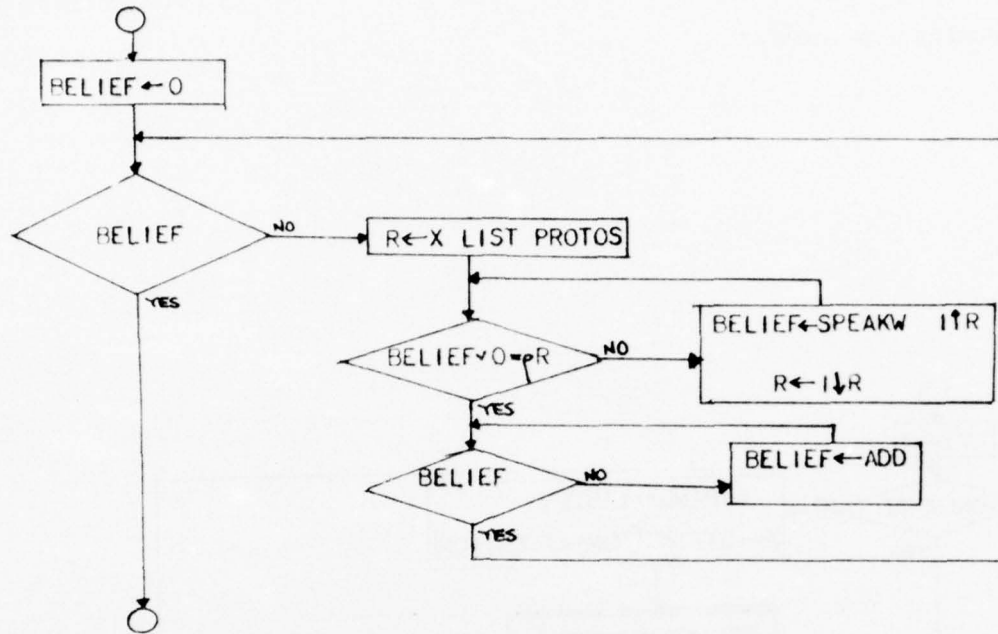 BELIEF←0
BELIEF
NO
YES
R←X LIST PROTOS
BELIEF∨0=⍴R
NO
YES
BELIEF←SPEAKW 1↑R
R←1↓R
BELIEF
NO
YES
BELIEF←ADD